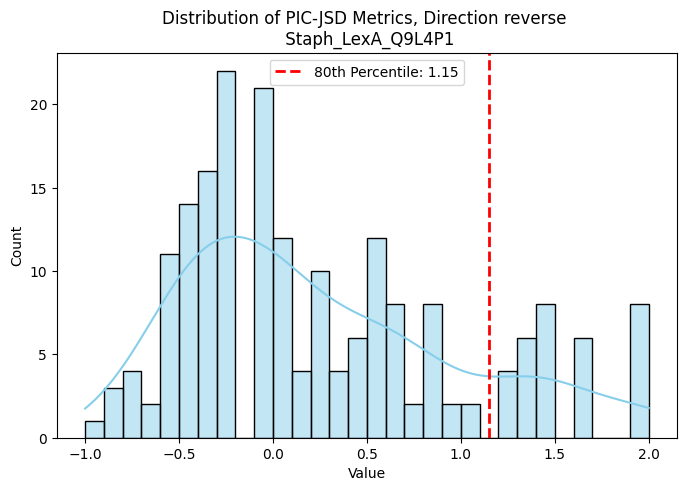 Distribution of PIC-JSD Metrics, Direction reverse
Staph_LexA_Q9L4P1
80th Percentile: 1.15
Count
20
15
10
5
0
-1.0 -0.5 0.0 0.5 1.0 1.5 2.0
Value